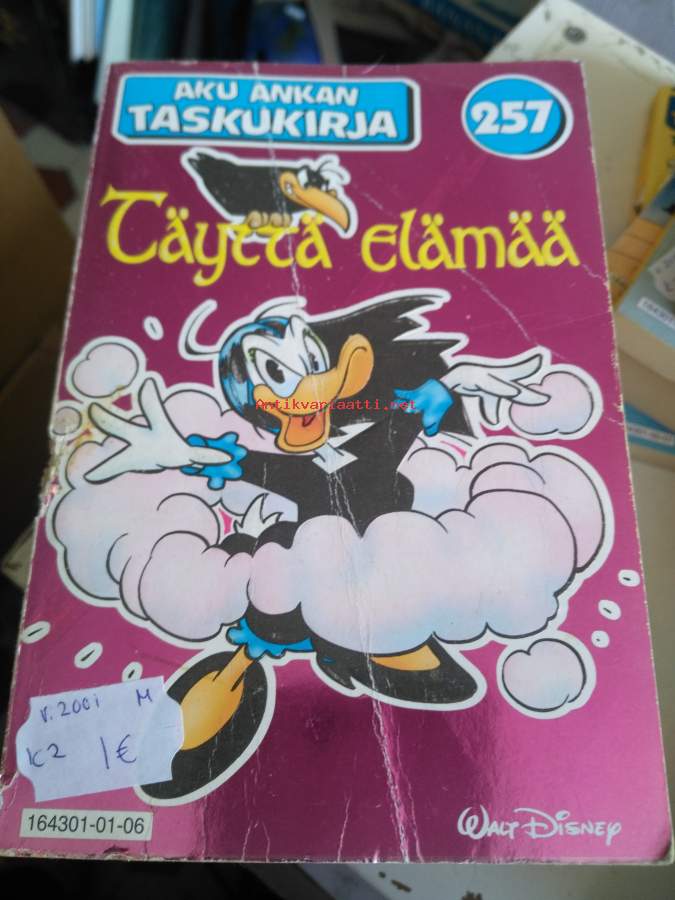 AKU ANKAN
TASKUKIRJA
257
Täyttä elämää
Antikvariaatti.net
v. 2001 M
K2 1€
164301-01-06
WALT DISNEY